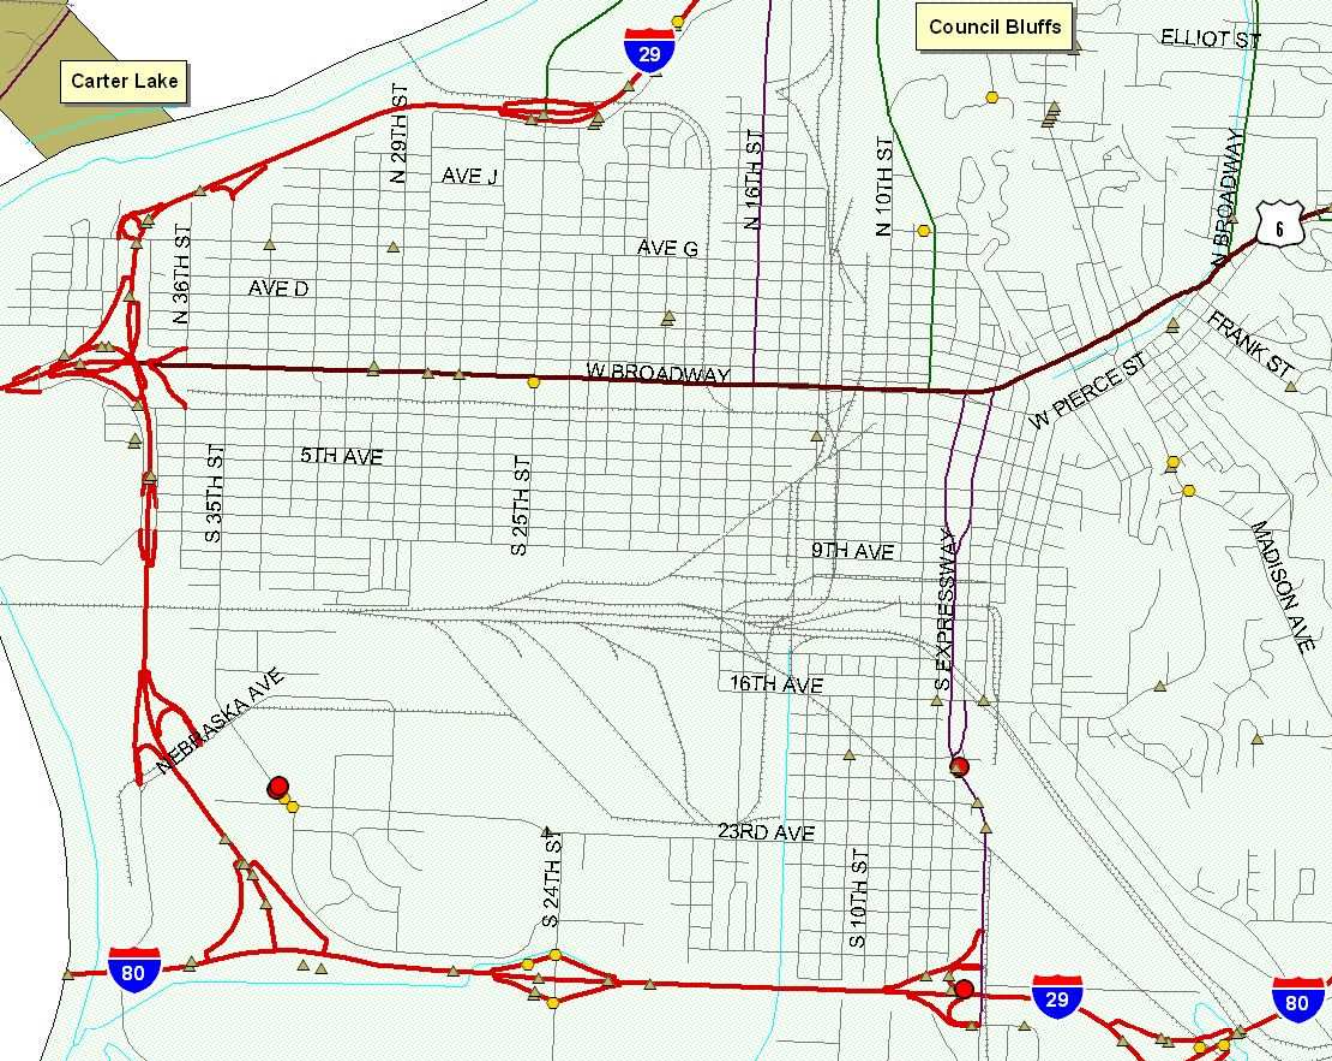 Council Bluffs
ELLIOT ST
29
Carter Lake
N 29TH ST
AVE J
N 16TH ST
N 10TH ST
N BROADWAY
6
AVE G
N 36TH ST
AVE D
FRANK ST
W BROADWAY
W PIERCE ST
5TH AVE
S 35TH ST
S 25TH ST
9TH AVE
S EXPRESSWAY
MADISON AVE
16TH AVE
NEBRASKA AVE
23RD AVE
S 24TH ST
S 10TH ST
80
29
80